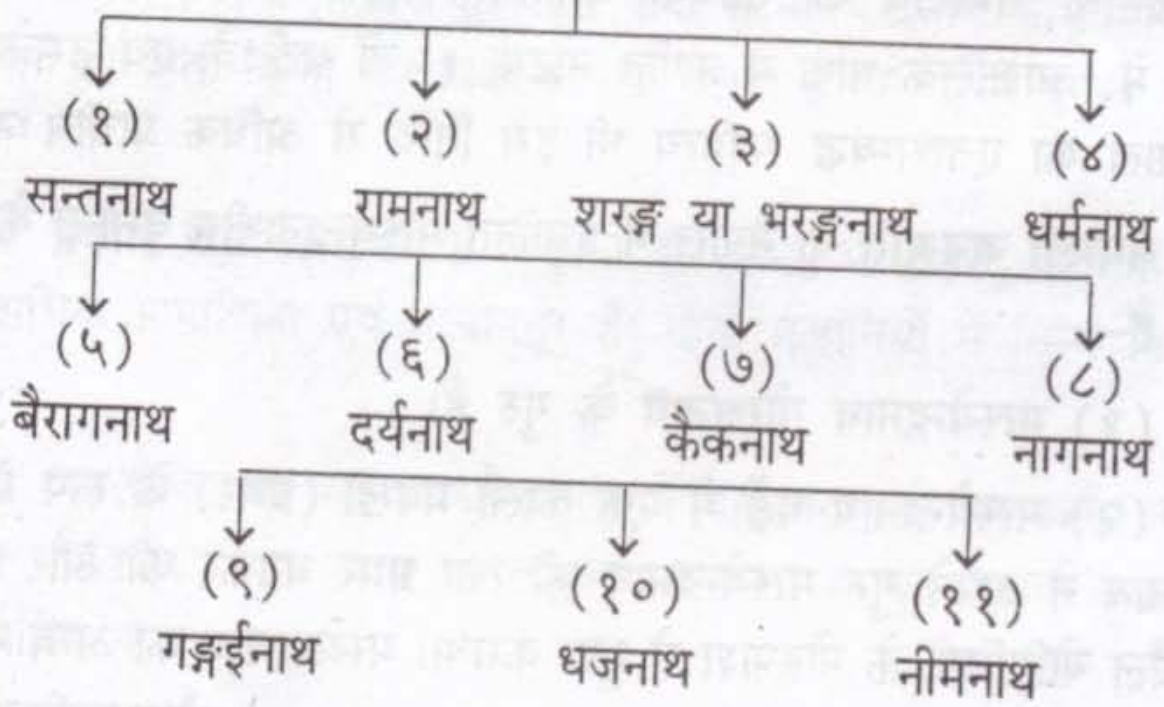 (१) (२) (३) (४)
सन्तनाथ रामनाथ शरङ्ग या भरङ्गनाथ धर्मनाथ
(५) (६) (७) (८)
बैरागनाथ दर्यनाथ कैकनाथ नागनाथ
(९) (१०) (११)
गङ्गईनाथ धजनाथ नीमनाथ